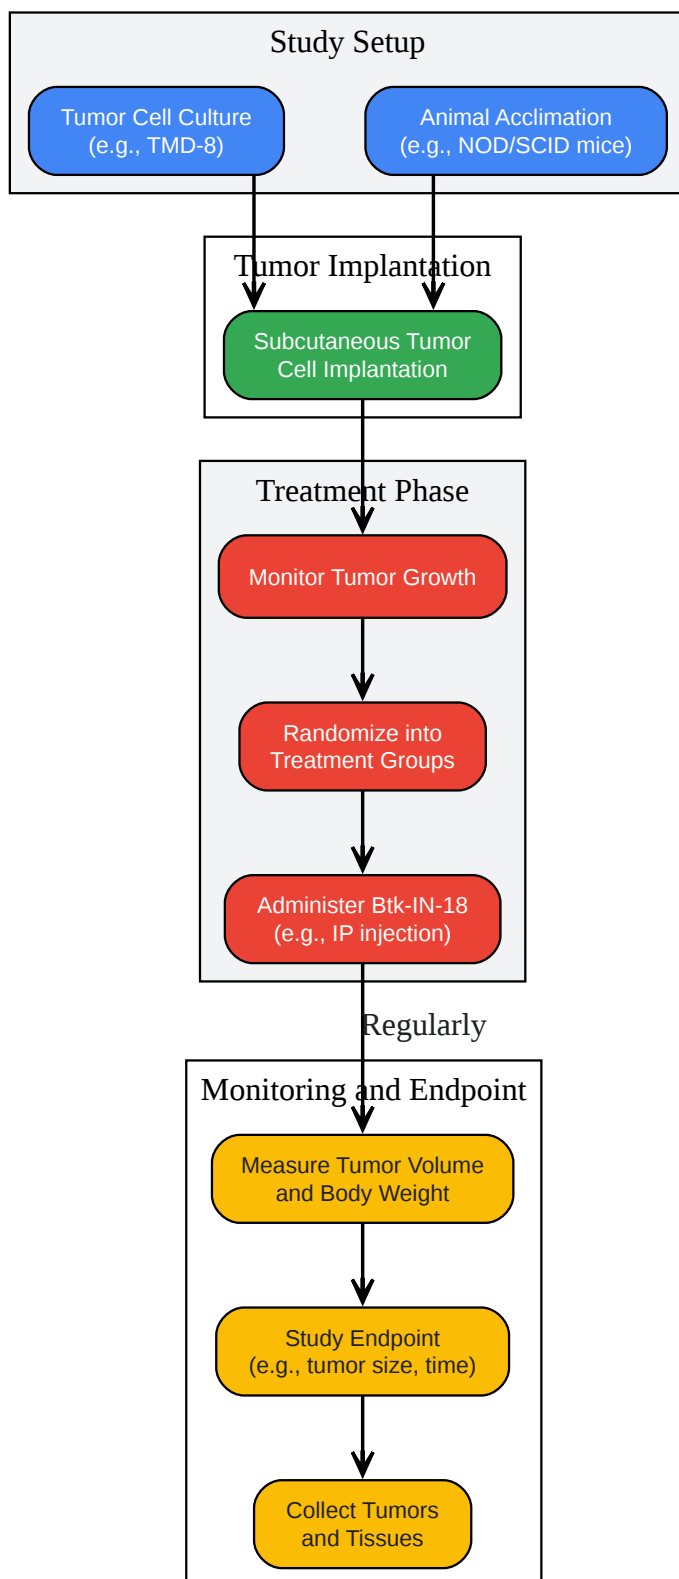 Study Setup
Tumor Cell Culture
(e.g., TMD-8)
Animal Acclimation
(e.g., NOD/SCID mice)
Tumor Implantation
Subcutaneous Tumor
Cell Implantation
Treatment Phase
Monitor Tumor Growth
Randomize into
Treatment Groups
Administer Btk-IN-18
(e.g., IP injection)
Regularly
Monitoring and Endpoint
Measure Tumor Volume
and Body Weight
Study Endpoint
(e.g., tumor size, time)
Collect Tumors
and Tissues